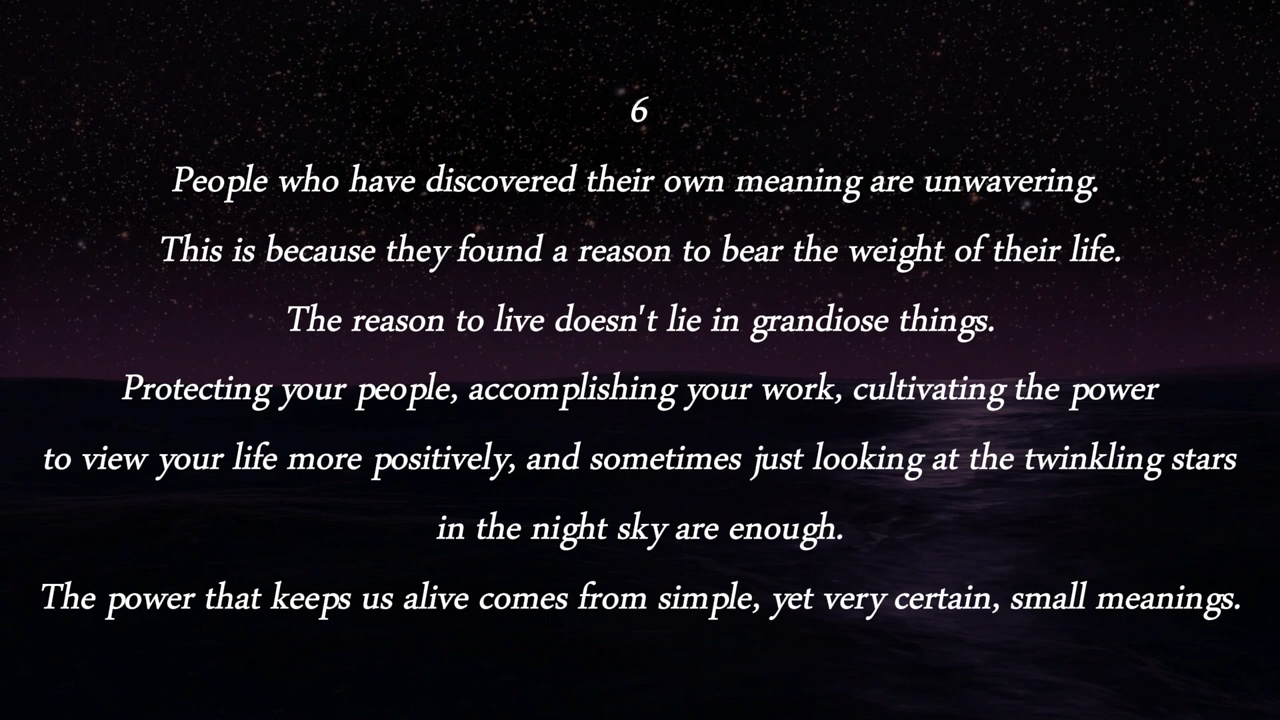 6
People who have discovered their own meaning are unwavering.
This is because they found a reason to bear the weight of their life.
The reason to live doesn't lie in grandiose things.
Protecting your people, accomplishing your work, cultivating the power
to view your life more positively, and sometimes just looking at the twinkling stars
in the night sky are enough.
The power that keeps us alive comes from simple, yet very certain, small meanings.